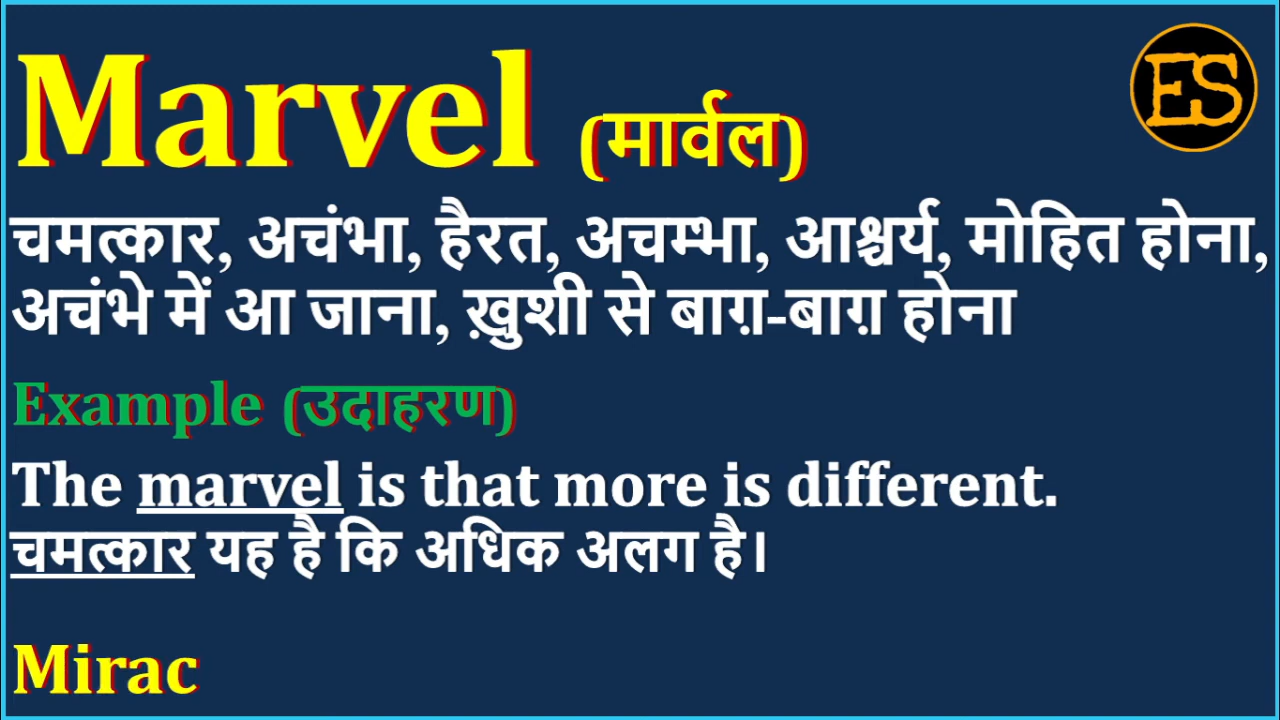 Marvel (मार्वल)
ES
चमत्कार, अचंभा, हैरत, अचम्भा, आश्चर्य, मोहित होना,
अचंभे में आ जाना, ख़ुशी से बाग़-बाग़ होना
Example (उदाहरण)
The marvel is that more is different.
चमत्कार यह है कि अधिक अलग है।
Mirac